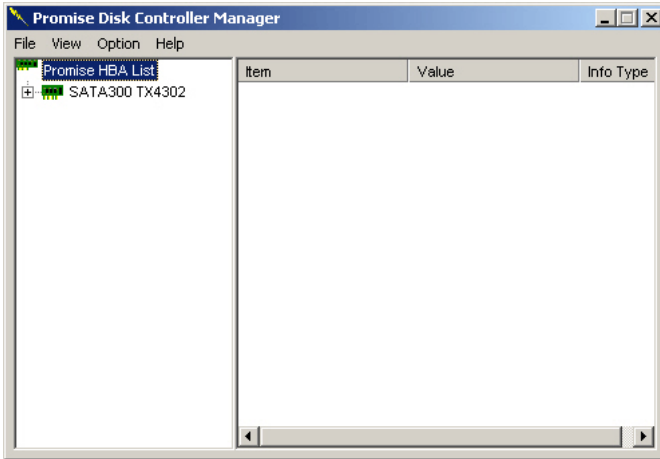 Promise Disk Controller Manager
File View Option Help
Promise HBA List
SATA300 TX4302
Item Value Info Type